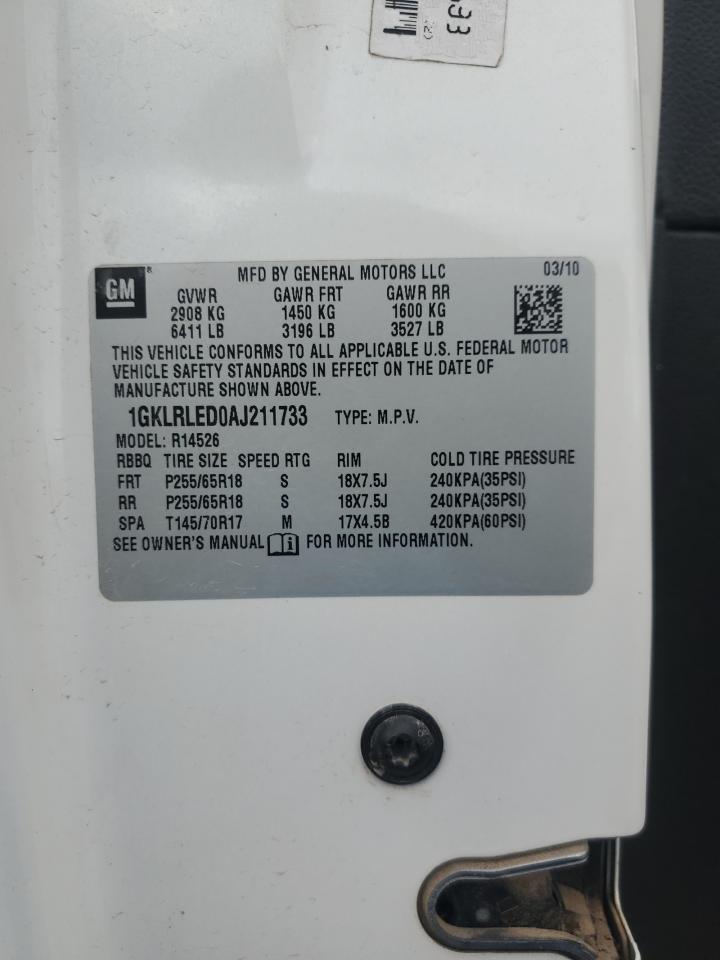 993
GM
®
MFD BY GENERAL MOTORS LLC 03/10
GVWR GAWR FRT GAWR RR
2908 KG 1450 KG 1600 KG
6411 LB 3196 LB 3527 LB
THIS VEHICLE CONFORMS TO ALL APPLICABLE U.S. FEDERAL MOTOR
VEHICLE SAFETY STANDARDS IN EFFECT ON THE DATE OF
MANUFACTURE SHOWN ABOVE.
1GKLRLED0AJ211733 TYPE: M.P.V.
MODEL: R14526
RBBQ TIRE SIZE SPEED RTG RIM COLD TIRE PRESSURE
FRT P255/65R18 S 18X7.5J 240KPA(35PSI)
RR P255/65R18 S 18X7.5J 240KPA(35PSI)
SPA T145/70R17 M 17X4.5B 420KPA(60PSI)
SEE OWNER'S MANUAL i FOR MORE INFORMATION.